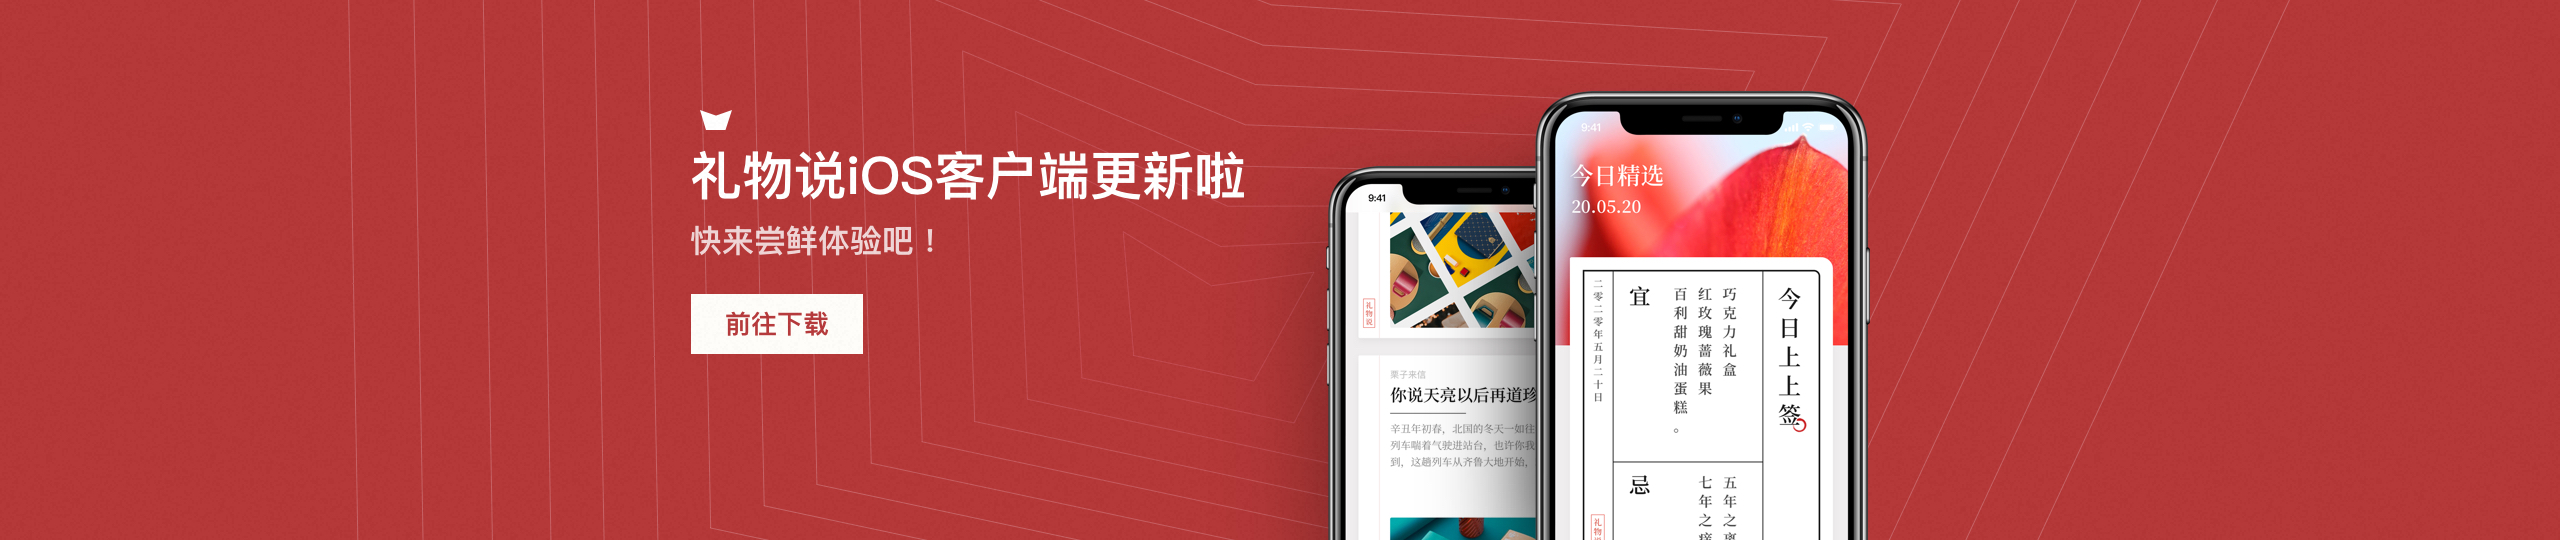 礼物说iOS客户端更新啦
快来尝鲜体验吧！
前往下载
9:41
礼物说
栗子来信
你说天亮以后再道珍
辛丑年初春，北国的冬天一如往
列车喘着气驶进站台，也许你我
到，这趟列车从齐鲁大地开始，
9:41
今日精选
20.05.20
今日上上签
巧克力礼盒
红玫瑰蔷薇果
百利甜奶油蛋糕。
宜
二零二零年五月二十日
五年之离
七年之痒
忌
礼物说